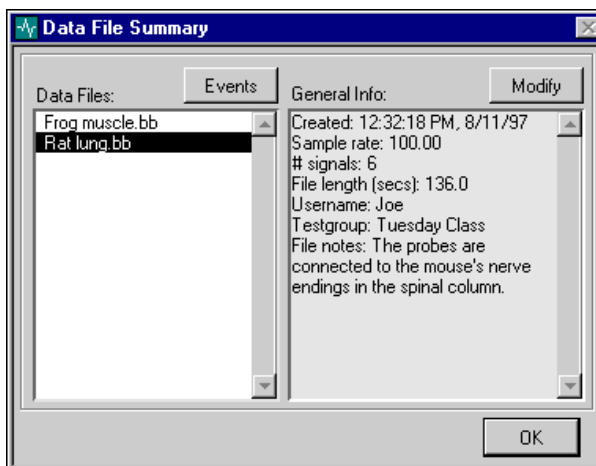 Data File Summary
Data Files:
Events
General Info:
Modify
Frog muscle.bb
Rat lung.bb
Created: 12:32:18 PM, 8/11/97
Sample rate: 100.00
# signals: 6
File length (secs): 136.0
Username: Joe
Testgroup: Tuesday Class
File notes: The probes are
connected to the mouse's nerve
endings in the spinal column.
OK